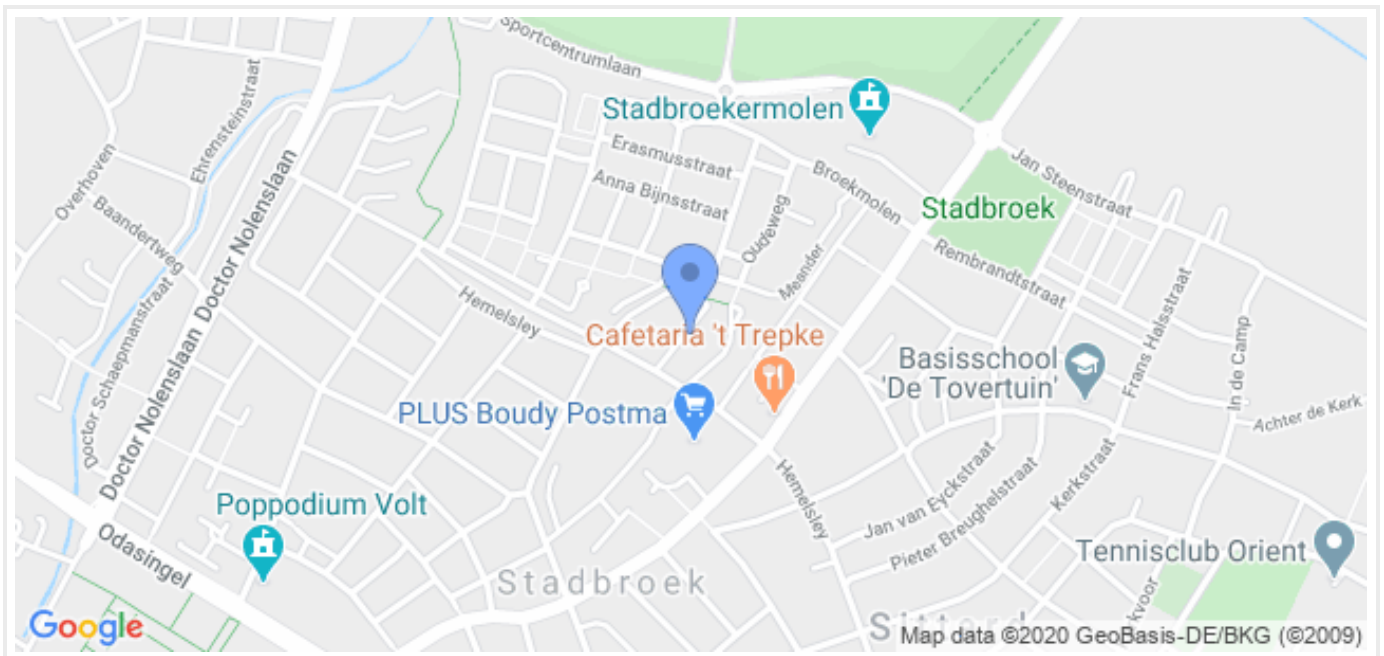 Sportcentrumlaan
Stadbroekermolen
Ehrensteinstraat
Erasmusstraat
Jan Steenstraat
Overhoven
Broekmolen
Anna Bijnsstraat
Stadbroek
Baandertweg
Doctor Nolenslaan
Oudeweg
Meander
Rembrandtstraat
Hemelsley
Frans Halsstraat
Doctor Schaepmanstraat
Cafetaria 't Trepke
In de Camp
Basisschool
'De Tovertuin'
Doctor Nolenslaan
PLUS Boudy Postma
Achter de Kerk
Hemelsley
Kerkstraat
Jan van Eyckstraat
Pieter Breughelstraat
Poppodium Volt
Odasingel
Tennisclub Orient
Stadbroek
kvoor
Sittard
Google
Map data ©2020 GeoBasis-DE/BKG (©2009)